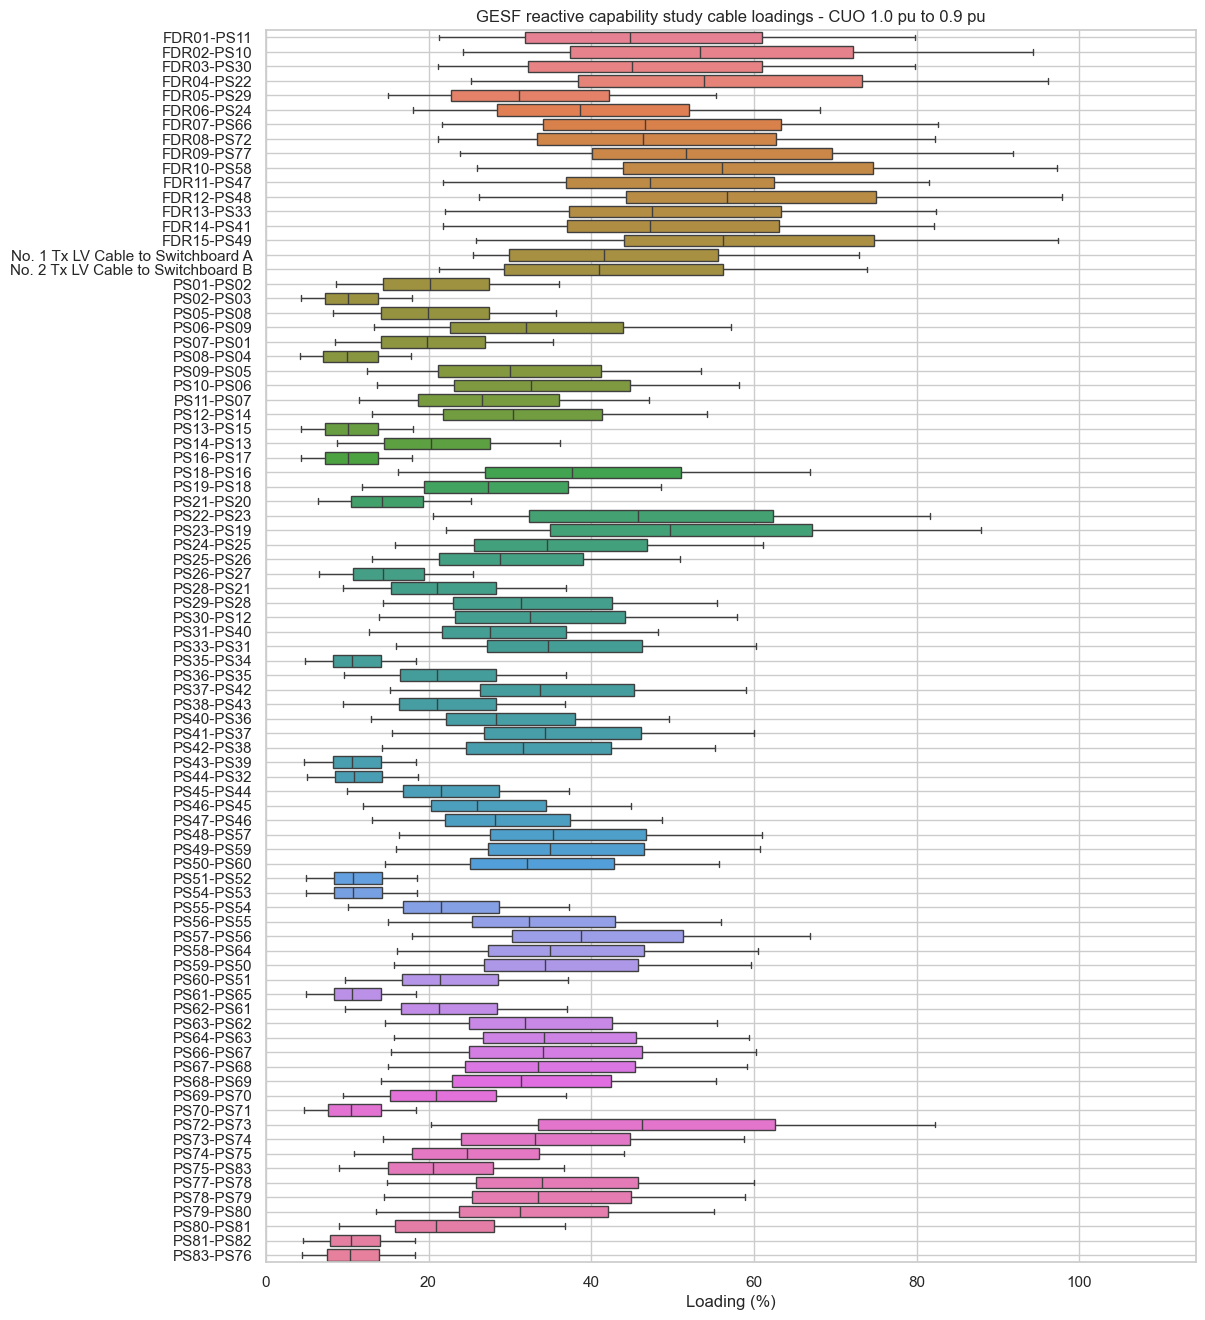 GESF reactive capability study cable loadings - CUO 1.0 pu to 0.9 pu
FDR01-PS11
FDR02-PS10
FDR03-PS30
FDR04-PS22
FDR05-PS29
FDR06-PS24
FDR07-PS66
FDR08-PS72
FDR09-PS77
FDR10-PS58
FDR11-PS47
FDR12-PS48
FDR13-PS33
FDR14-PS41
FDR15-PS49
No. 1 Tx LV Cable to Switchboard A
No. 2 Tx LV Cable to Switchboard B
PS01-PS02
PS02-PS03
PS05-PS08
PS06-PS09
PS07-PS01
PS08-PS04
PS09-PS05
PS10-PS06
PS11-PS07
PS12-PS14
PS13-PS15
PS14-PS13
PS16-PS17
PS18-PS16
PS19-PS18
PS21-PS20
PS22-PS23
PS23-PS19
PS24-PS25
PS25-PS26
PS26-PS27
PS28-PS21
PS29-PS28
PS30-PS12
PS31-PS40
PS33-PS31
PS35-PS34
PS36-PS35
PS37-PS42
PS38-PS43
PS40-PS36
PS41-PS37
PS42-PS38
PS43-PS39
PS44-PS32
PS45-PS44
PS46-PS45
PS47-PS46
PS48-PS57
PS49-PS59
PS50-PS60
PS51-PS52
PS54-PS53
PS55-PS54
PS56-PS55
PS57-PS56
PS58-PS64
PS59-PS50
PS60-PS51
PS61-PS65
PS62-PS61
PS63-PS62
PS64-PS63
PS66-PS67
PS67-PS68
PS68-PS69
PS69-PS70
PS70-PS71
PS72-PS73
PS73-PS74
PS74-PS75
PS75-PS83
PS77-PS78
PS78-PS79
PS79-PS80
PS80-PS81
PS81-PS82
PS83-PS76
0 20 40 60 80 100
Loading (%)